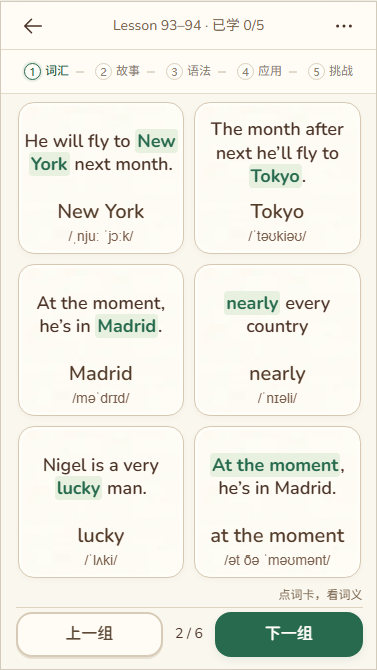 Lesson 93–94 · 已学 0/5
1 词汇 – 2 故事 – 3 语法 – 4 应用 – 5 挑战
He will fly to New
York next month.
New York
/ˌnjuː ˈjɔːk/
The month after
next he’ll fly to
Tokyo.
Tokyo
/ˈtəʊkiəʊ/
At the moment,
he’s in Madrid.
Madrid
/məˈdrɪd/
nearly every
country
nearly
/ˈnɪəli/
Nigel is a very
lucky man.
lucky
/ˈlʌki/
At the moment,
he’s in Madrid.
at the moment
/ət ðə ˈməʊmənt/
点词卡，看词义
上一组
2 / 6
下一组